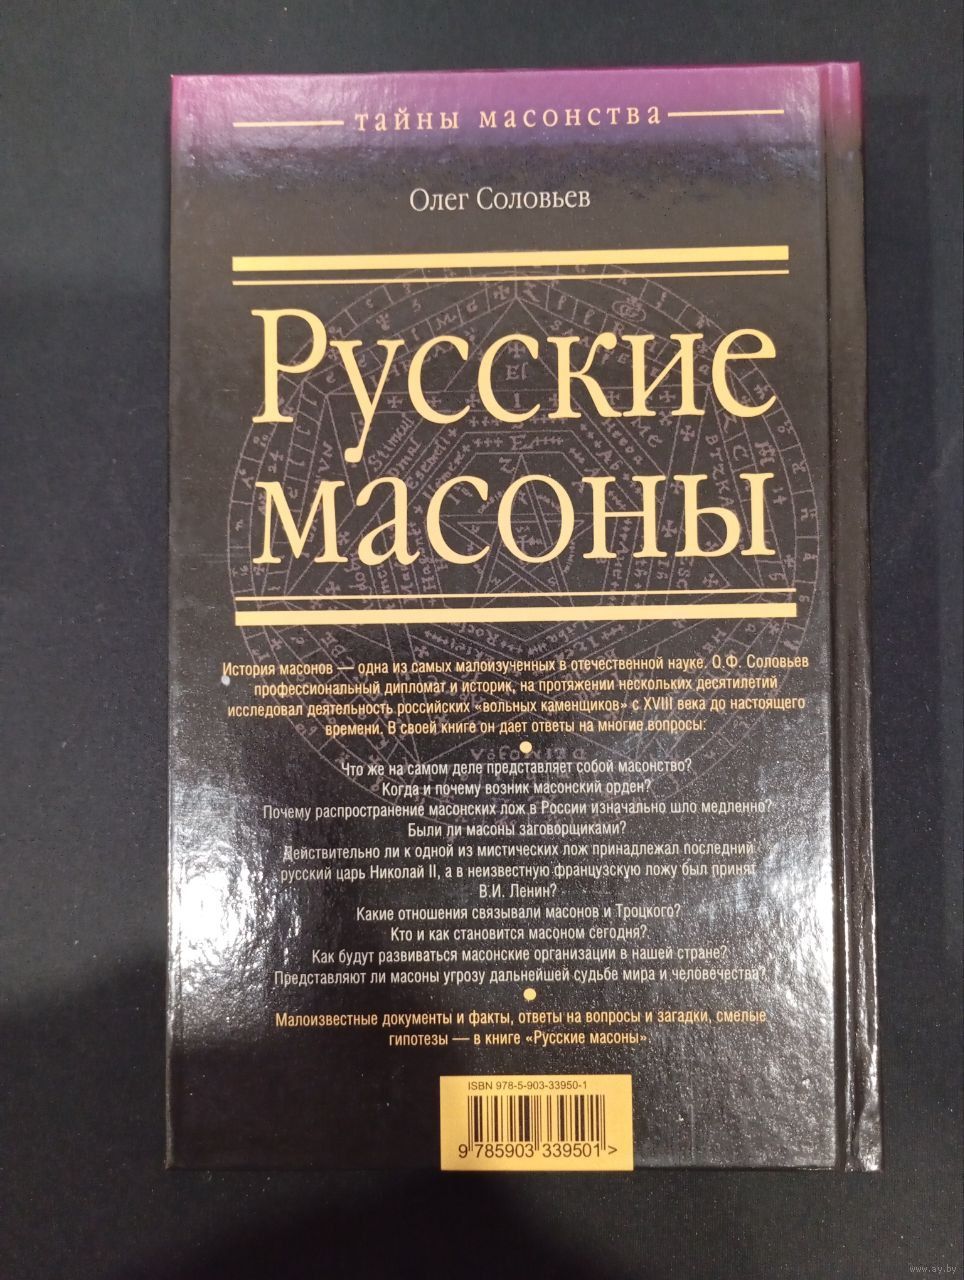 тайны масонства
Олег Соловьев
Русские
масоны
История масонов — одна из самых малоизученных в отечественной науке. О.Ф. Соловьев
профессиональный дипломат и историк, на протяжении нескольких десятилетий
исследовал деятельность российских «вольных каменщиков» с XVIII века до настоящего
времени. В своей книге он дает ответы на многие вопросы:
Что же на самом деле представляет собой масонство?
Когда и почему возник масонский орден?
Почему распространение масонских лож в России изначально шло медленно?
Были ли масоны заговорщиками?
Действительно ли к одной из мистических лож принадлежал последний
русский царь Николай II, а в неизвестную французскую ложу был принят
В.И. Ленин?
Какие отношения связывали масонов и Троцкого?
Кто и как становится масоном сегодня?
Как будут развиваться масонские организации в нашей стране?
Представляют ли масоны угрозу дальнейшей судьбе мира и человечества?
Малоизвестные документы и факты, ответы на вопросы и загадки, смелые
гипотезы — в книге «Русские масоны»
ISBN 978-5-903-33950-1
9 785903 339501 >
www.ay.by